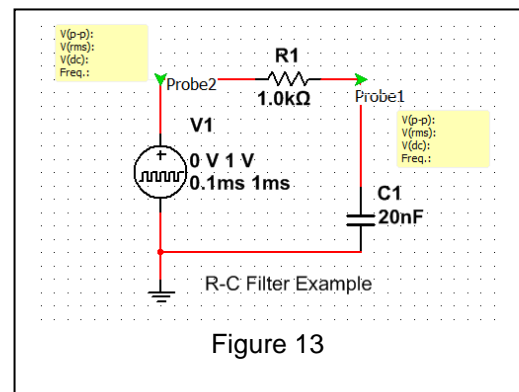 V(p-p):
V(rms):
V(dc):
Freq.:
R1
Probe2
1.0kΩ
Probe1
V1
V(p-p):
V(rms):
V(dc):
Freq.:
0 V 1 V
0.1ms 1ms
C1
20nF
R-C Filter Example
Figure 13